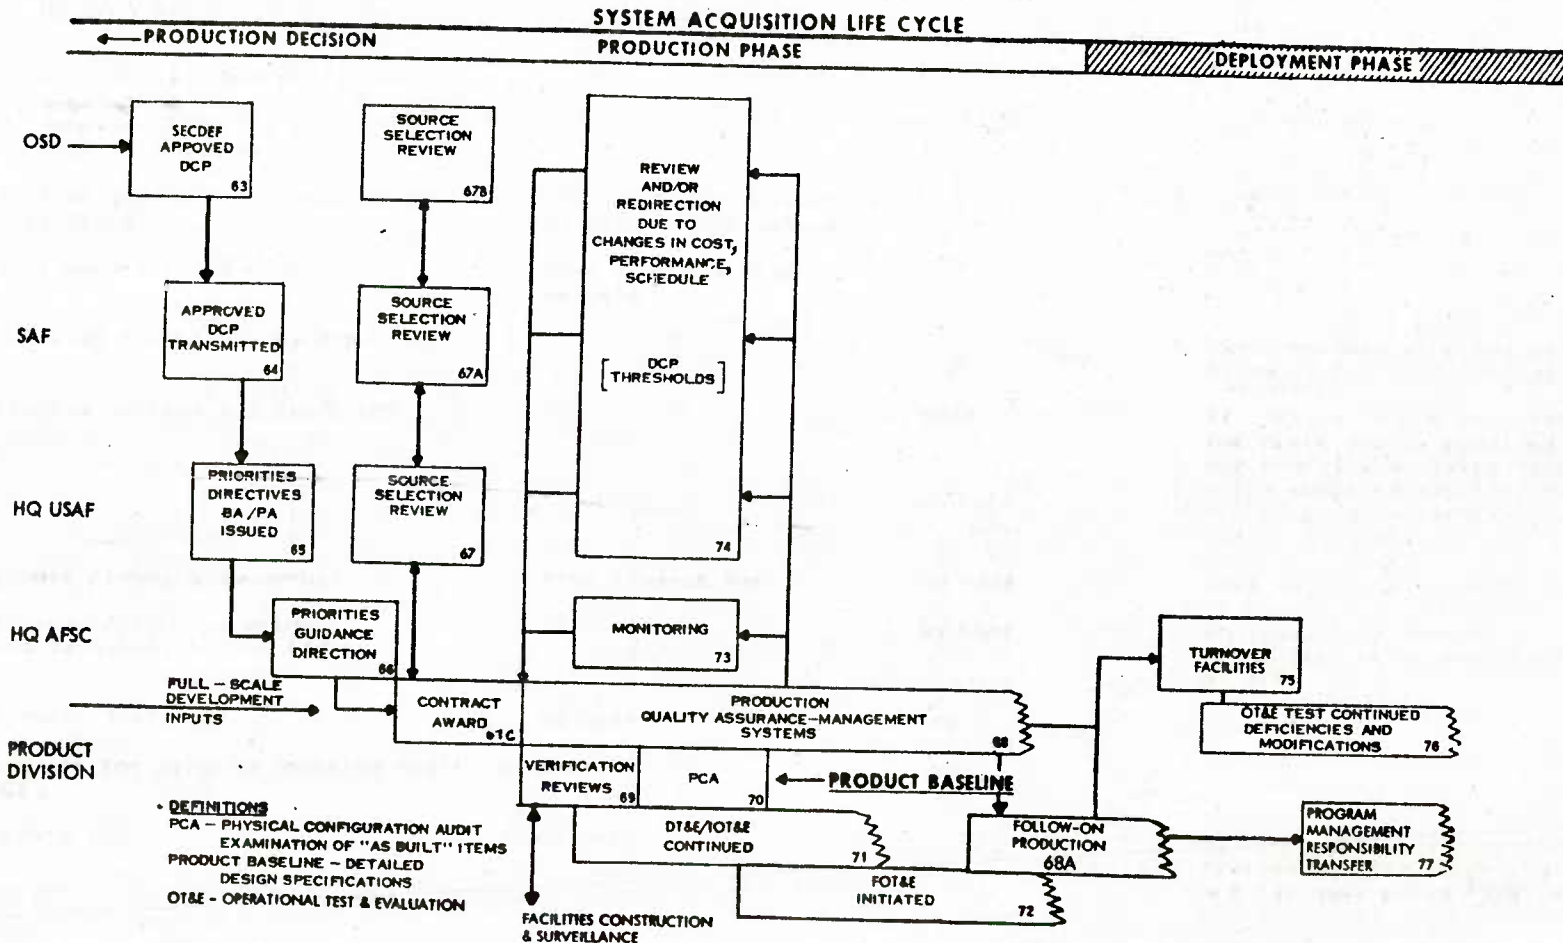 SYSTEM ACQUISITION LIFE CYCLE
PRODUCTION DECISION
PRODUCTION PHASE
DEPLOYMENT PHASE
OSD
SECDEF
APPOVED
DCP
63
SOURCE
SELECTION
REVIEW
67B
REVIEW
AND/OR
REDIRECTION
DUE TO
CHANGES IN COST,
PERFORMANCE,
SCHEDULE
[DCP
THRESHOLDS]
74
SAF
APPROVED
DCP
TRANSMITTED
64
SOURCE
SELECTION
REVIEW
67A
HQ USAF
PRIORITIES
DIRECTIVES
BA/PA
ISSUED
65
SOURCE
SELECTION
REVIEW
67
HQ AFSC
PRIORITIES
GUIDANCE
DIRECTION
66
MONITORING
73
TURNOVER
FACILITIES
75
FULL-SCALE
DEVELOPMENT
INPUTS
CONTRACT
AWARD
67C
PRODUCTION
QUALITY ASSURANCE-MANAGEMENT
SYSTEMS
68
OT&E TEST CONTINUED
DEFICIENCIES AND
MODIFICATIONS
76
PRODUCT
DIVISION
VERIFICATION
REVIEWS
69
PCA
70
PRODUCT BASELINE
DT&E/IOT&E
CONTINUED
71
FOLLOW-ON
PRODUCTION
68A
PROGRAM
MANAGEMENT
RESPONSIBILITY
TRANSFER
77
FOT&E
INITIATED
72
DEFINITIONS
PCA - PHYSICAL CONFIGURATION AUDIT
EXAMINATION OF "AS BUILT" ITEMS
PRODUCT BASELINE - DETAILED
DESIGN SPECIFICATIONS
OT&E - OPERATIONAL TEST & EVALUATION
FACILITIES CONSTRUCTION
& SURVEILLANCE